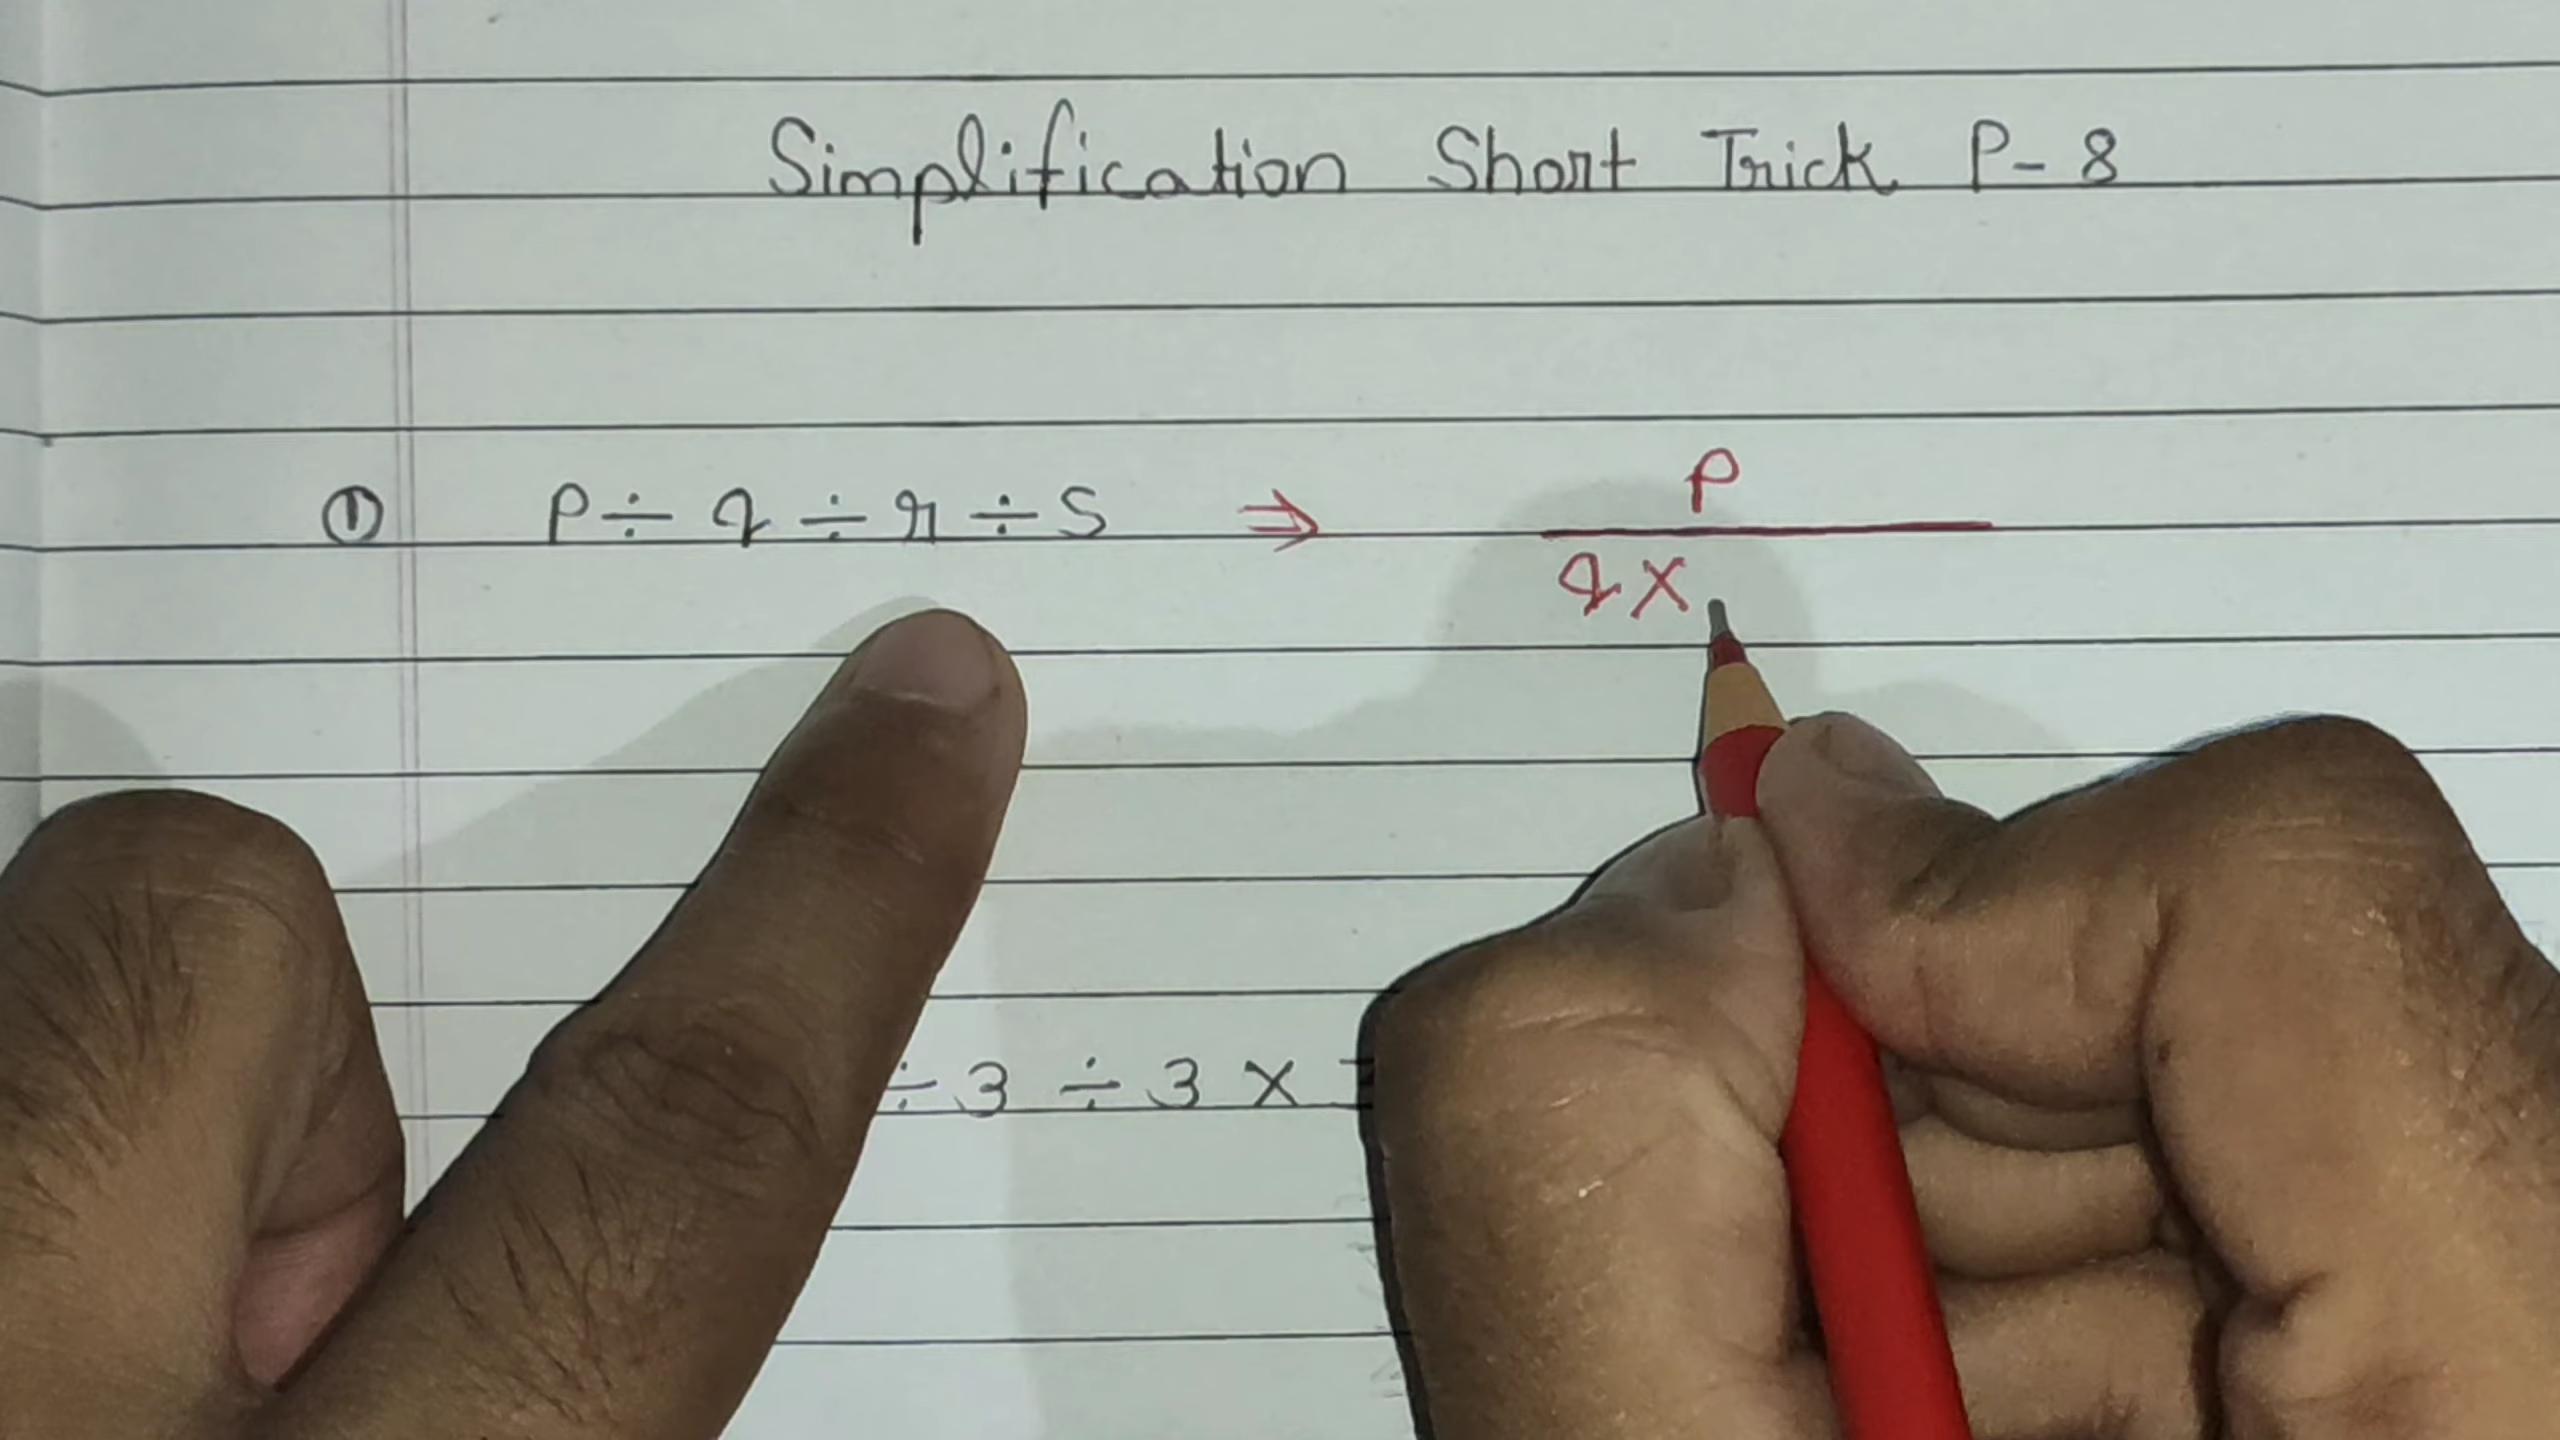 Simplification Short Trick P-8
① P ÷ q ÷ r ÷ s ⇒ P
q ×
÷ 3 ÷ 3 ×